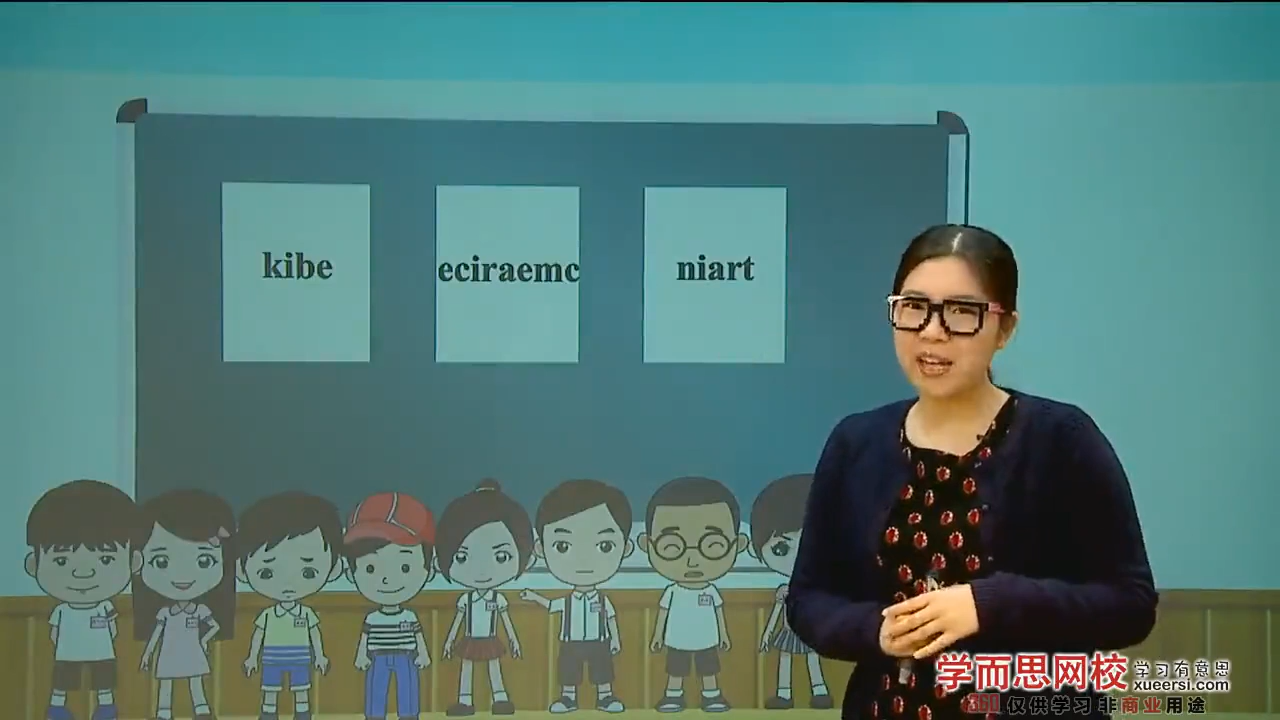 kibe
eciraemc
niart
学而思网校
学习有意思
xueersi.com
仅供学习 非商业用途